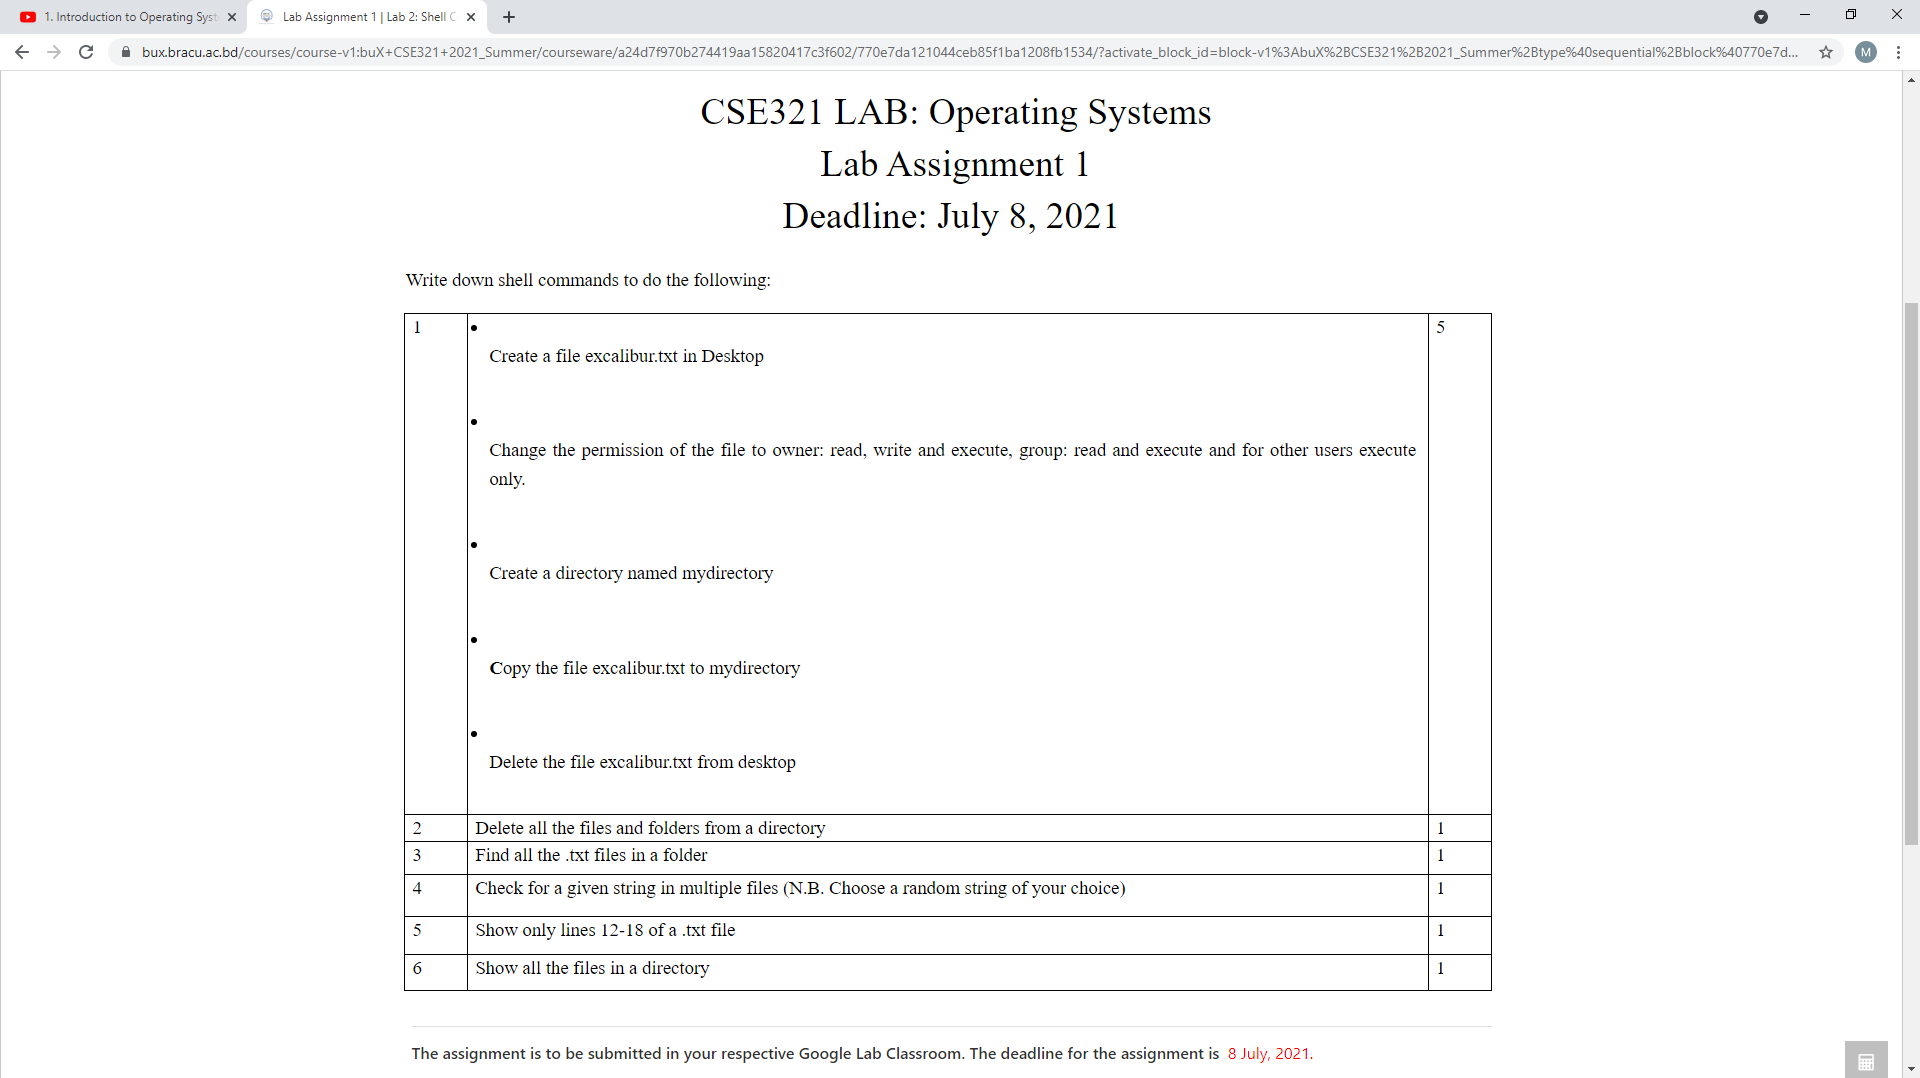 1. Introduction to Operating Syst
Lab Assignment 1 | Lab 2: Shell C
bux.bracu.ac.bd/courses/course-v1:buX+CSE321+2021_Summer/courseware/a24d7f970b274419aa15820417c3f602/770e7da121044ceb85f1ba1208fb1534/?activate_block_id=block-v1%3AbuX%2BCSE321%2B2021_Summer%2Btype%40sequential%2Bblock%40770e7d...
M
CSE321 LAB: Operating Systems
Lab Assignment 1
Deadline: July 8, 2021
Write down shell commands to do the following:
1
5
Create a file excalibur.txt in Desktop
Change the permission of the file to owner: read, write and execute, group: read and execute and for other users execute
only.
Create a directory named mydirectory
Copy the file excalibur.txt to mydirectory
Delete the file excalibur.txt from desktop
2 Delete all the files and folders from a directory 1
3 Find all the .txt files in a folder 1
4 Check for a given string in multiple files (N.B. Choose a random string of your choice) 1
5 Show only lines 12-18 of a .txt file 1
6 Show all the files in a directory 1
The assignment is to be submitted in your respective Google Lab Classroom. The deadline for the assignment is 8 July, 2021.